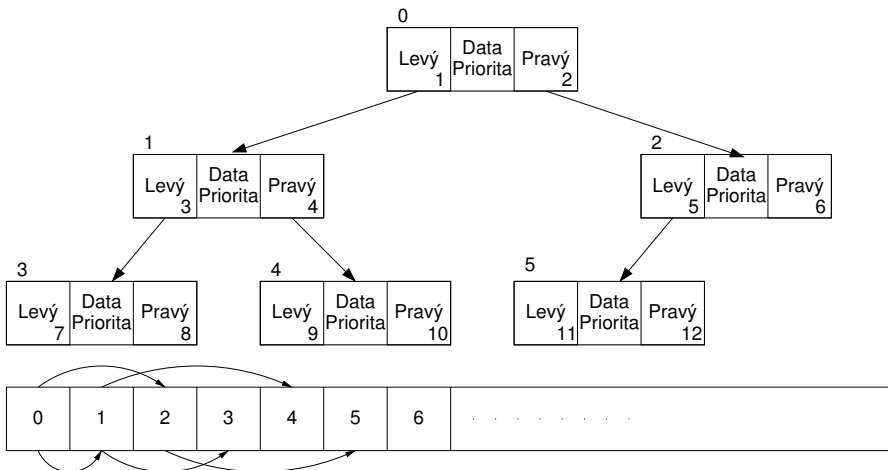 0
Levý
1
Data
Priorita
Pravý
2
1
Levý
3
Data
Priorita
Pravý
4
2
Levý
5
Data
Priorita
Pravý
6
3
Levý
7
Data
Priorita
Pravý
8
4
Levý
9
Data
Priorita
Pravý
10
5
Levý
11
Data
Priorita
Pravý
12
0 1 2 3 4 5 6 . . . . . . . .